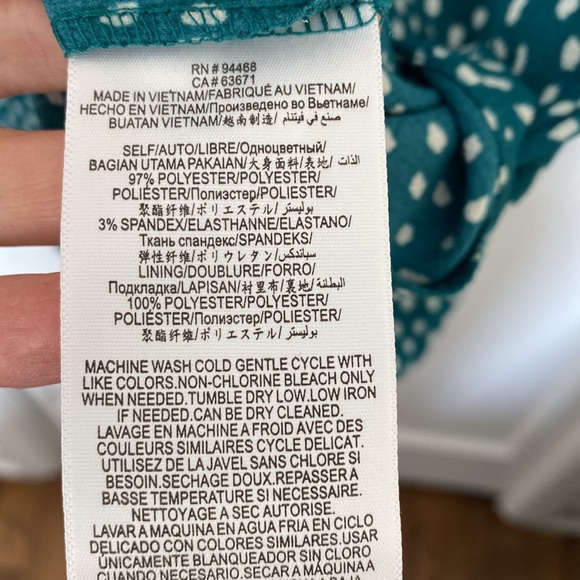 RN # 94468
CA # 63671
MADE IN VIETNAM/FABRIQUÉ AU VIETNAM/
HECHO EN VIETNAM/Произведено во Вьетнаме/
BUATAN VIETNAM/越南制造/ صنع في فيتنام
SELF/AUTO/LIBRE/Одноцветный/
BAGIAN UTAMA PAKAIAN/大身面料/表地/ الذات
97% POLYESTER/POLYESTER/
POLIÉSTER/Полиэстер/POLIESTER/
聚酯纤维/ポリエステル/ بوليستر
3% SPANDEX/ELASTHANNE/ELASTANO/
Ткань спандекс/SPANDEKS/
弹性纤维/ポリウレタン/ سباندكس
LINING/DOUBLURE/FORRO/
Подкладка/LAPISAN/衬里布/裏地/ البطانة
100% POLYESTER/POLYESTER/
POLIÉSTER/Полиэстер/POLIESTER/
聚酯纤维/ポリエステル/ بوليستر
MACHINE WASH COLD GENTLE CYCLE WITH
LIKE COLORS.NON-CHLORINE BLEACH ONLY
WHEN NEEDED.TUMBLE DRY LOW.LOW IRON
IF NEEDED.CAN BE DRY CLEANED.
LAVAGE EN MACHINE A FROID AVEC DES
COULEURS SIMILAIRES CYCLE DELICAT.
UTILISEZ DE LA JAVEL SANS CHLORE SI
BESOIN.SECHAGE DOUX.REPASSER A
BASSE TEMPERATURE SI NECESSAIRE.
NETTOYAGE A SEC AUTORISE.
LAVAR A MAQUINA EN AGUA FRIA EN CICLO
DELICADO CON COLORES SIMILARES.USAR
UNICAMENTE BLANQUEADOR SIN CLORO
CUANDO NECESARIO.SECAR A MAQUINA A